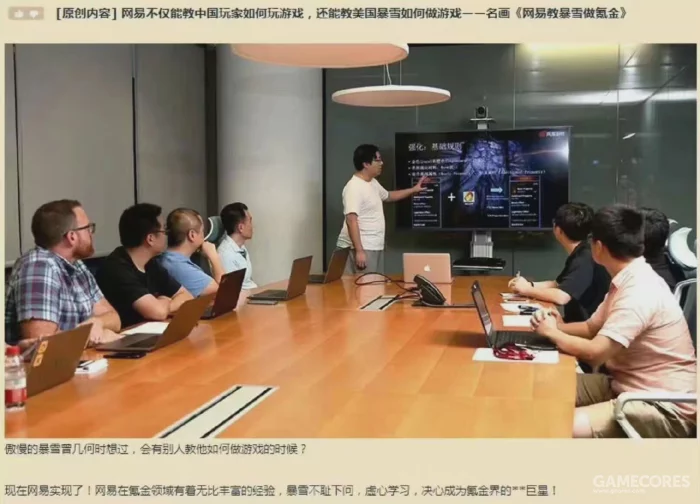 [原创内容] 网易不仅能教中国玩家如何玩游戏，还能教美国暴雪如何做游戏——名画《网易教暴雪做氪金》
强化：基础规则
傲慢的暴雪曾几何时想过，会有别人教他如何做游戏的时候？
现在网易实现了！网易在氪金领域有着无比丰富的经验，暴雪不耻下问，虚心学习，决心成为氪金界的**巨星！
GAMECORES